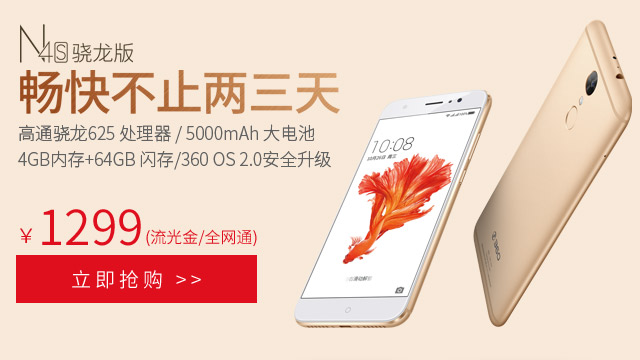 N4S 骁龙版
畅快不止两三天
高通骁龙625 处理器 / 5000mAh 大电池
4GB内存+64GB 闪存/360 OS 2.0安全升级
¥ 1299 (流光金/全网通)
立即抢购 >>
10:08
360